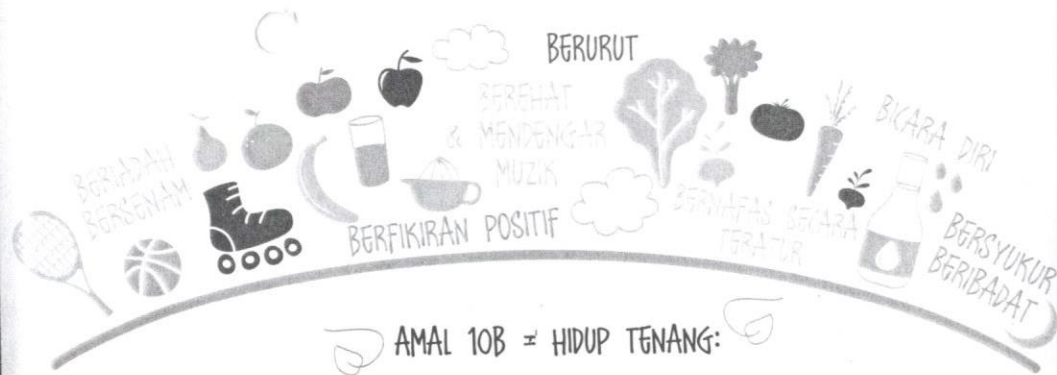 BERURUT
BEREHAT
& MENDENGAR
MUZIK
BERIADAH
BERSENAM
BERFIKIRAN POSITIF
BERNAFAS SECARA
TERATUR
BICARA DIRI
BERSYUKUR
BERIBADAT
AMAL 10B = HIDUP TENANG: